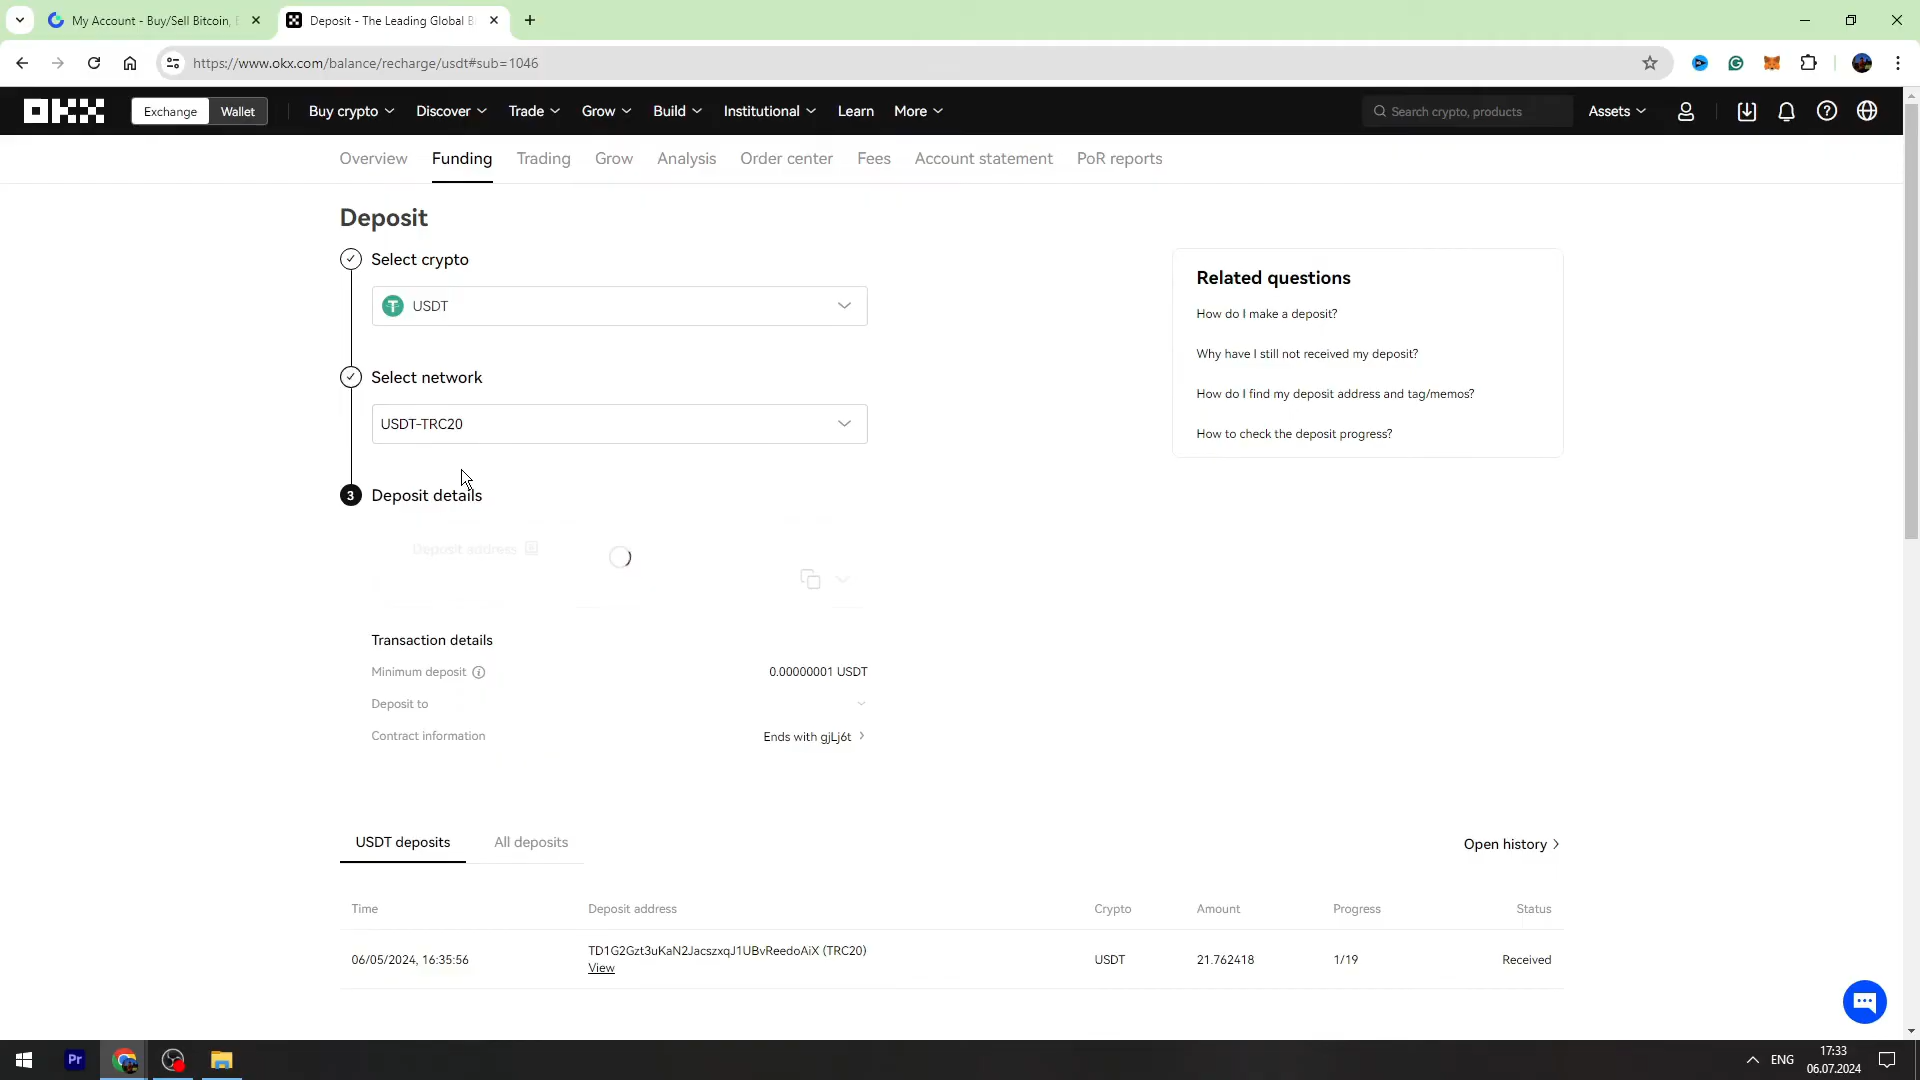 My Account - Buy/Sell Bitcoin,
Deposit - The Leading Global B
https://www.okx.com/balance/recharge/usdt#sub=1046
OKX
Exchange
Wallet
Buy crypto
Discover
Trade
Grow
Build
Institutional
Learn
More
Search crypto, products
Assets
Overview
Funding
Trading
Grow
Analysis
Order center
Fees
Account statement
PoR reports
Deposit
Select crypto
USDT
Select network
USDT-TRC20
3
Deposit details
Deposit address
Transaction details
Minimum deposit
0.00000001 USDT
Deposit to
Contract information
Ends with gjLj6t
Related questions
How do I make a deposit?
Why have I still not received my deposit?
How do I find my deposit address and tag/memos?
How to check the deposit progress?
USDT deposits
All deposits
Open history
Time
Deposit address
Crypto
Amount
Progress
Status
06/05/2024, 16:35:56
TD1G2Gzt3uKaN2JacszxqJ1UBvReedoAiX (TRC20)
View
USDT
21.762418
1/19
Received
Pr
ENG
17:33
06.07.2024